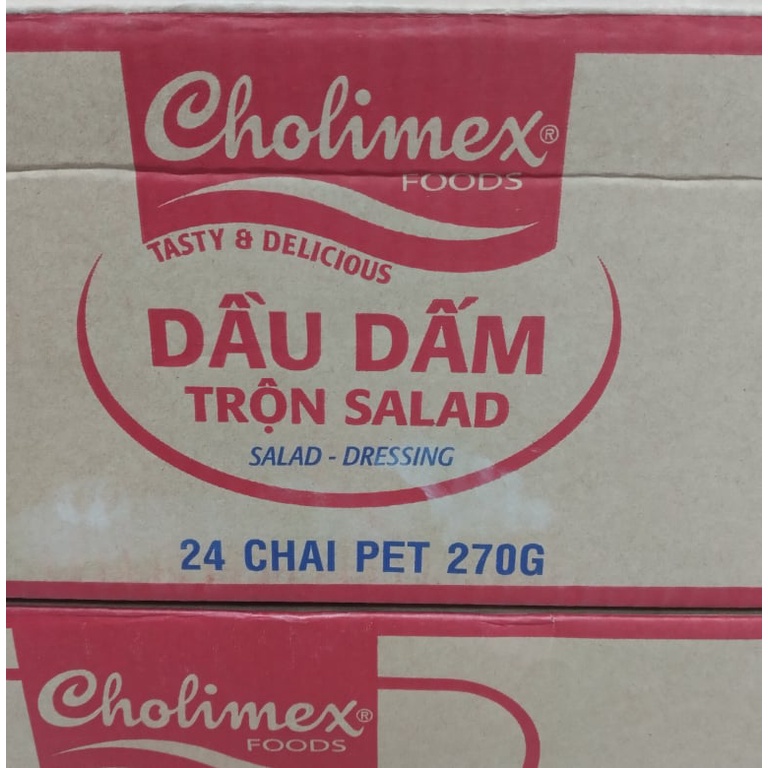 Cholimex®
FOODS
TASTY & DELICIOUS
DẦU DẤM
TRỘN SALAD
SALAD - DRESSING
24 CHAI PET 270G
Cholimex®
FOODS